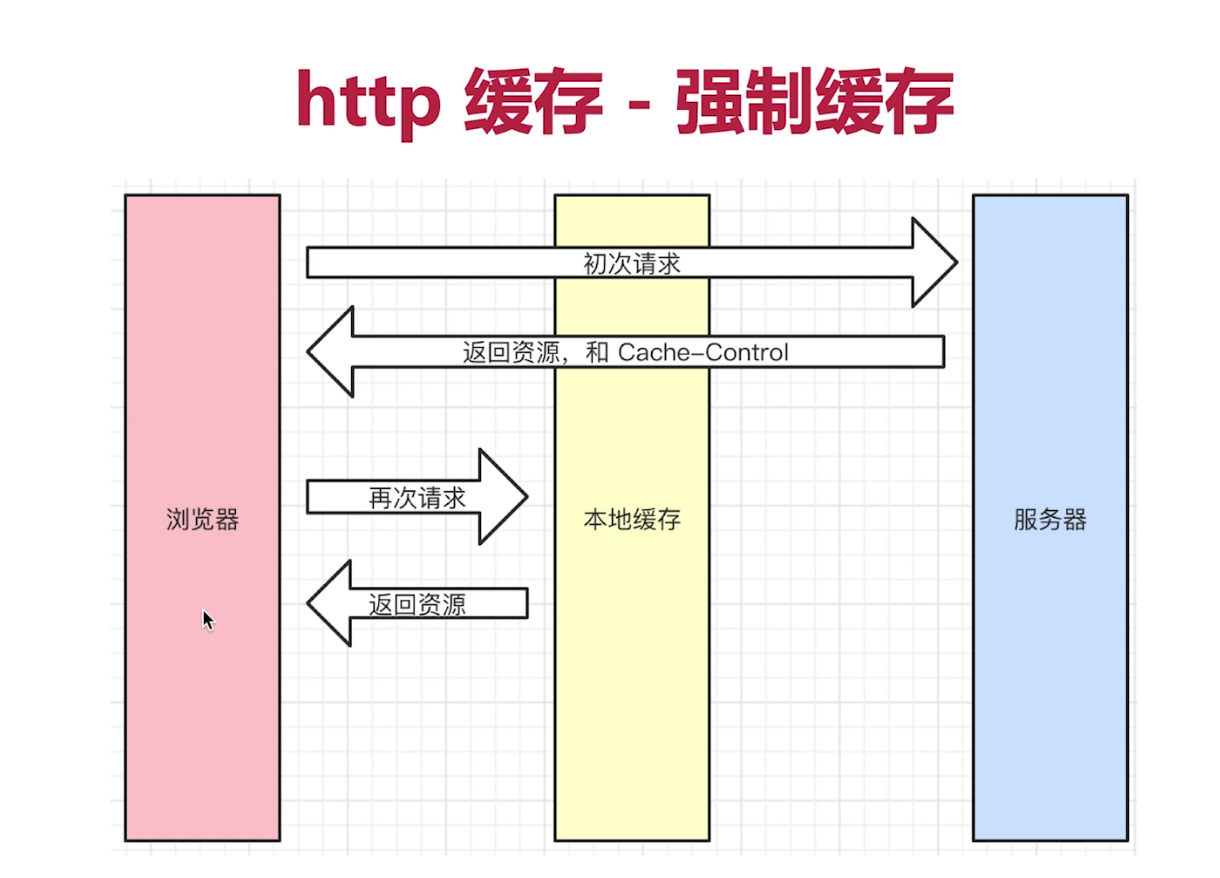 http 缓存 - 强制缓存
初次请求
返回资源，和 Cache-Control
再次请求
浏览器
本地缓存
服务器
返回资源